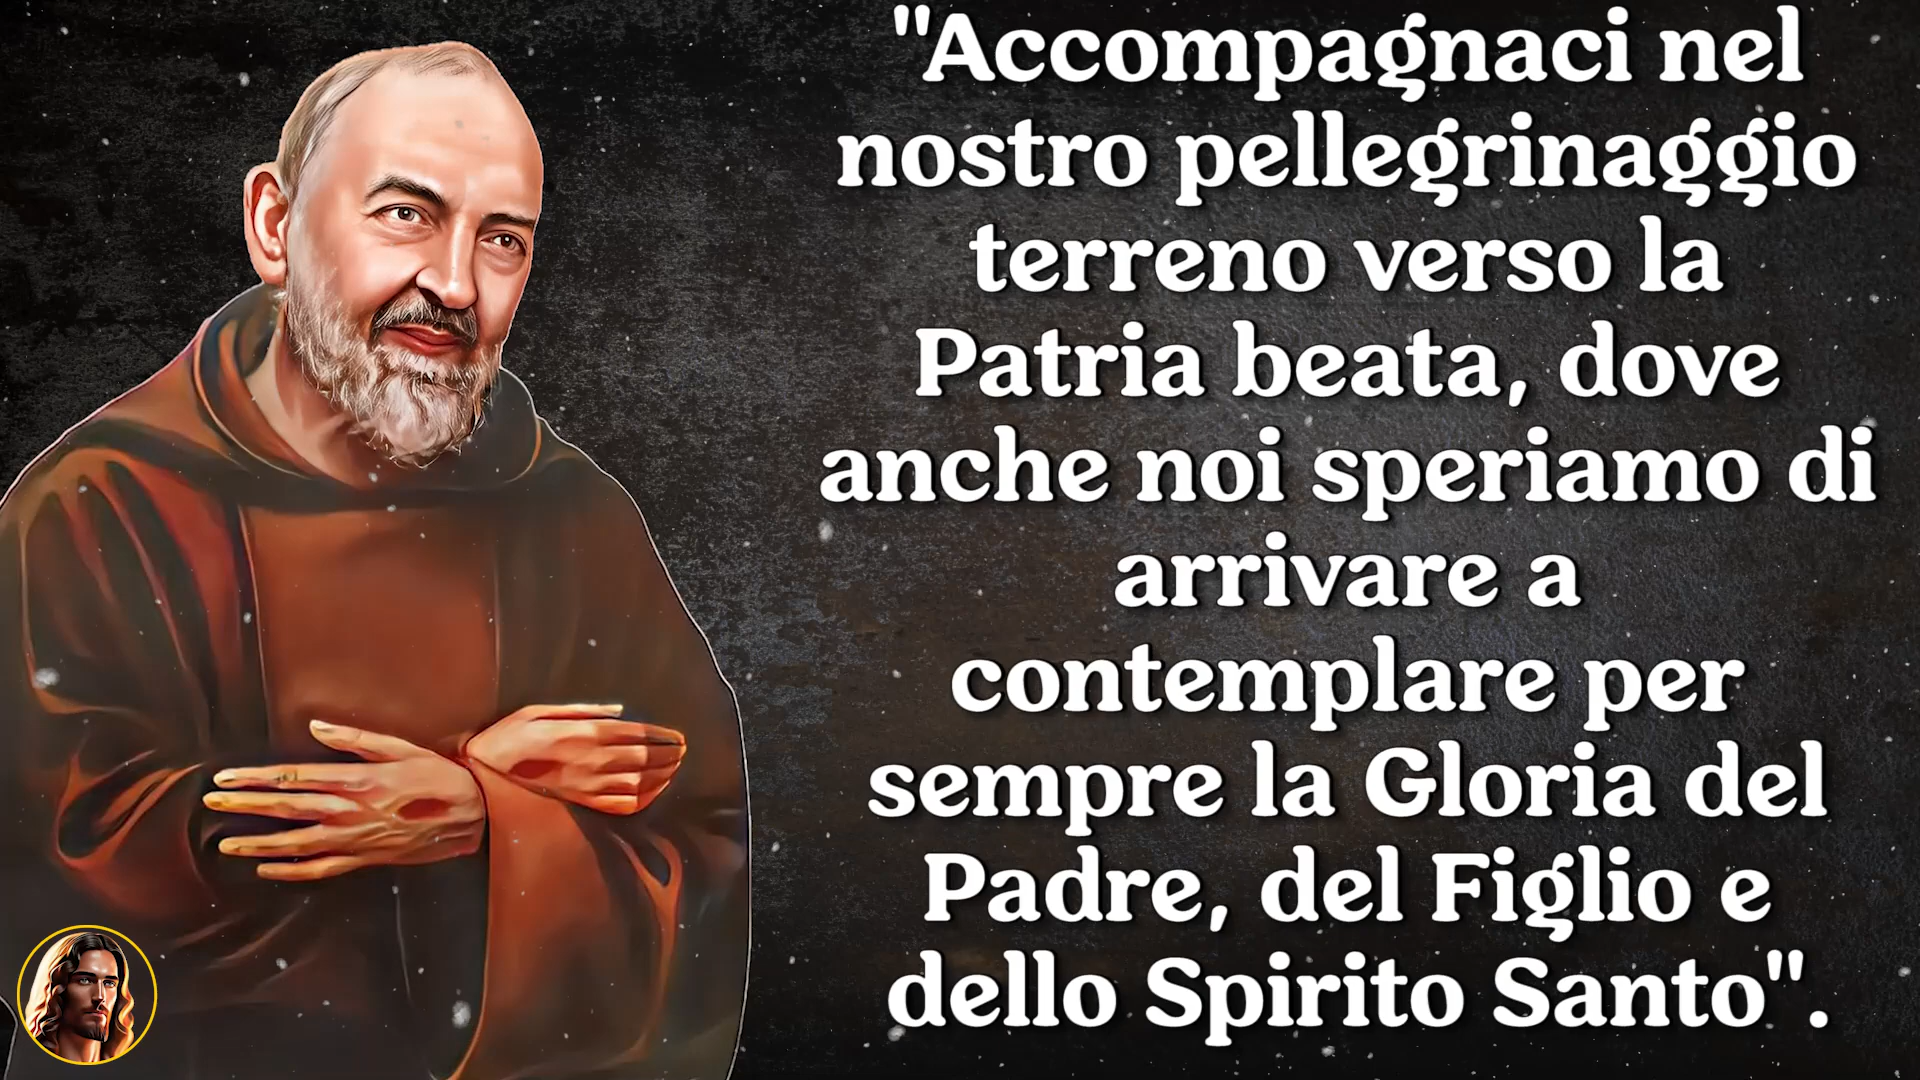 "Accompagnaci nel
nostro pellegrinaggio
terreno verso la
Patria beata, dove
anche noi speriamo di
arrivare a
contemplare per
sempre la Gloria del
Padre, del Figlio e
dello Spirito Santo".